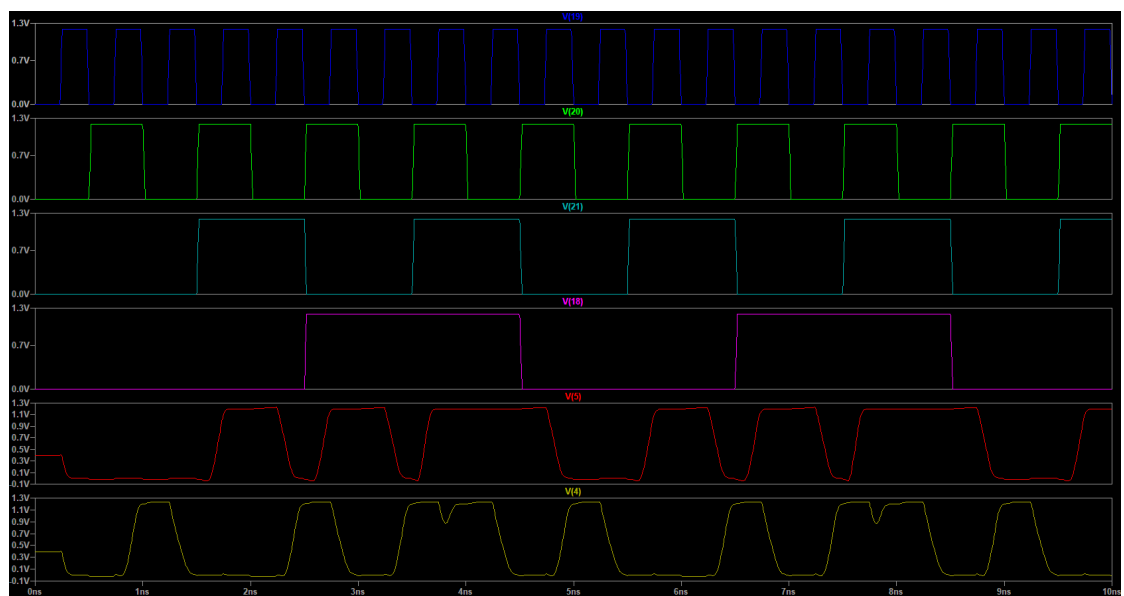 V(19)
1.3V
0.7V
0.0V
V(20)
1.3V
0.7V
0.0V
V(21)
1.3V
0.7V
0.0V
V(18)
1.3V
0.7V
0.0V
V(5)
1.3V
1.1V
0.9V
0.7V
0.5V
0.3V
0.1V
-0.1V
V(4)
1.3V
1.1V
0.9V
0.7V
0.5V
0.3V
0.1V
-0.1V
0ns 1ns 2ns 3ns 4ns 5ns 6ns 7ns 8ns 9ns 10ns